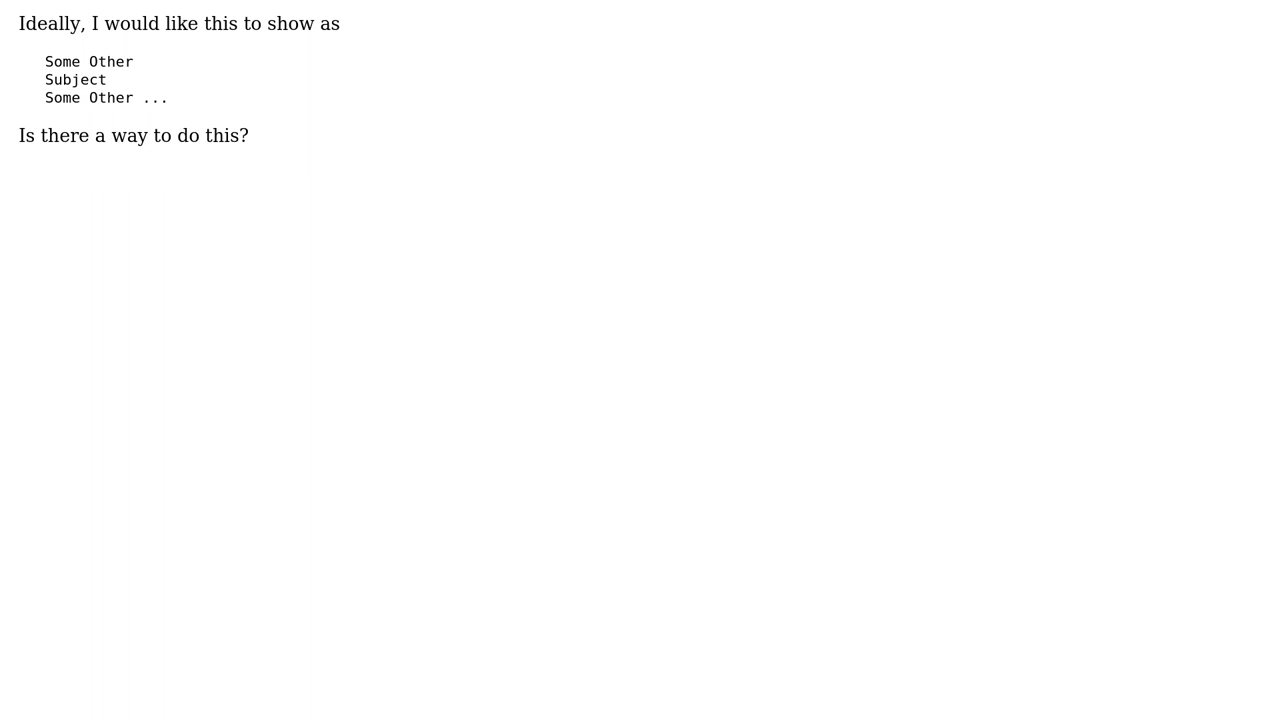 Ideally, I would like this to show as
Some Other
Subject
Some Other ...
Is there a way to do this?